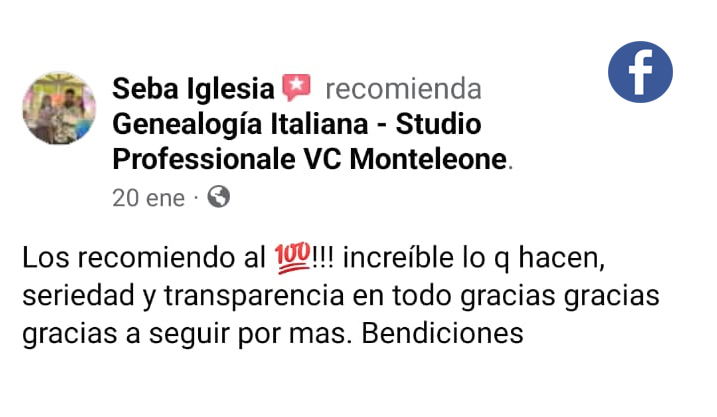 Seba Iglesia recomienda
Genealogía Italiana - Studio
Professionale VC Monteleone.
20 ene ·
Los recomiendo al 💯!!! increíble lo q hacen,
seriedad y transparencia en todo gracias gracias
gracias a seguir por mas. Bendiciones